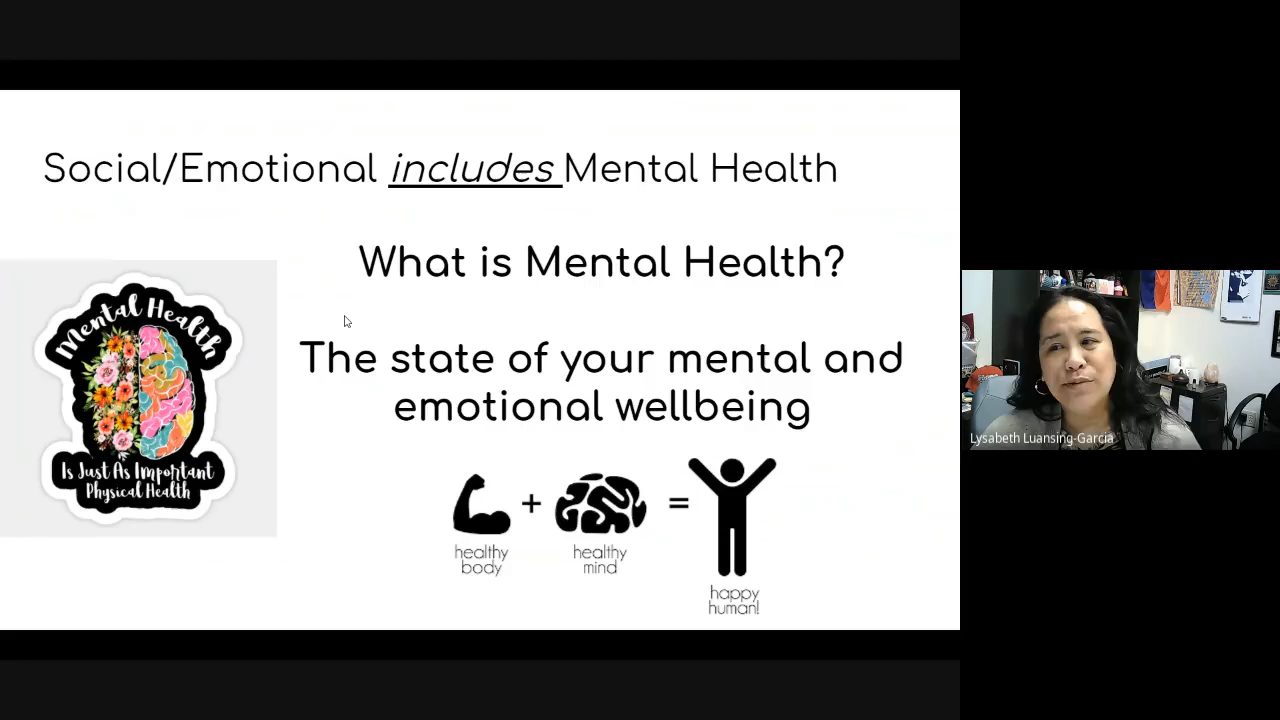 Social/Emotional includes Mental Health
What is Mental Health?
The state of your mental and
emotional wellbeing
Mental Health
Is Just As Important
Physical Health
+
=
healthy
body
healthy
mind
happy
human!
Lysabeth Luansing-Garcia